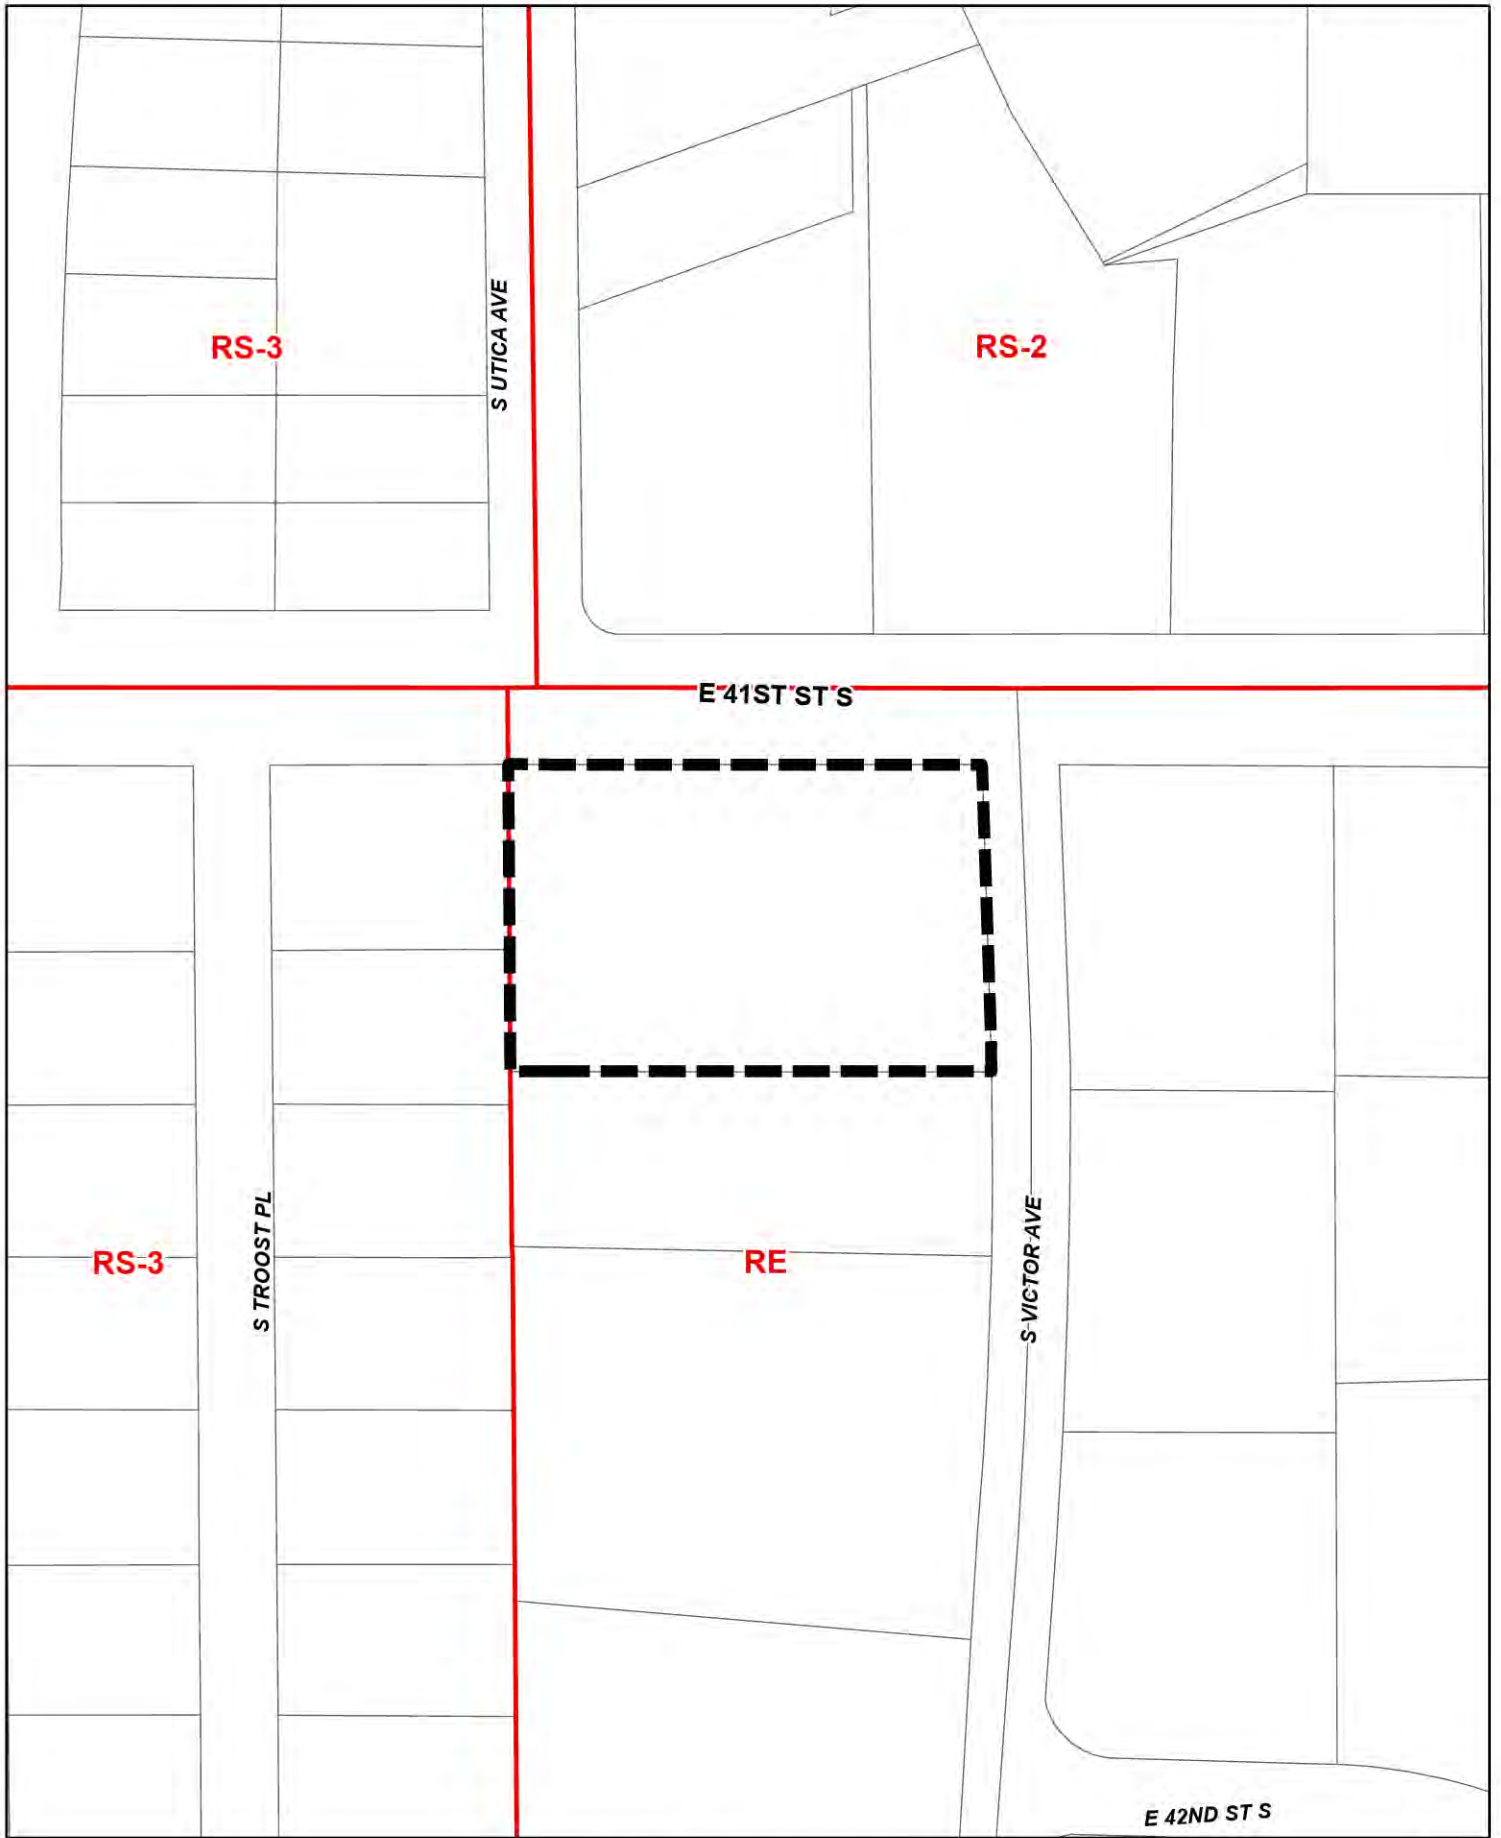 S UTICA AVE
RS-3
RS-2
E 41ST ST S
S TROOST PL
RS-3
RE
S VICTOR AVE
E 42ND ST S